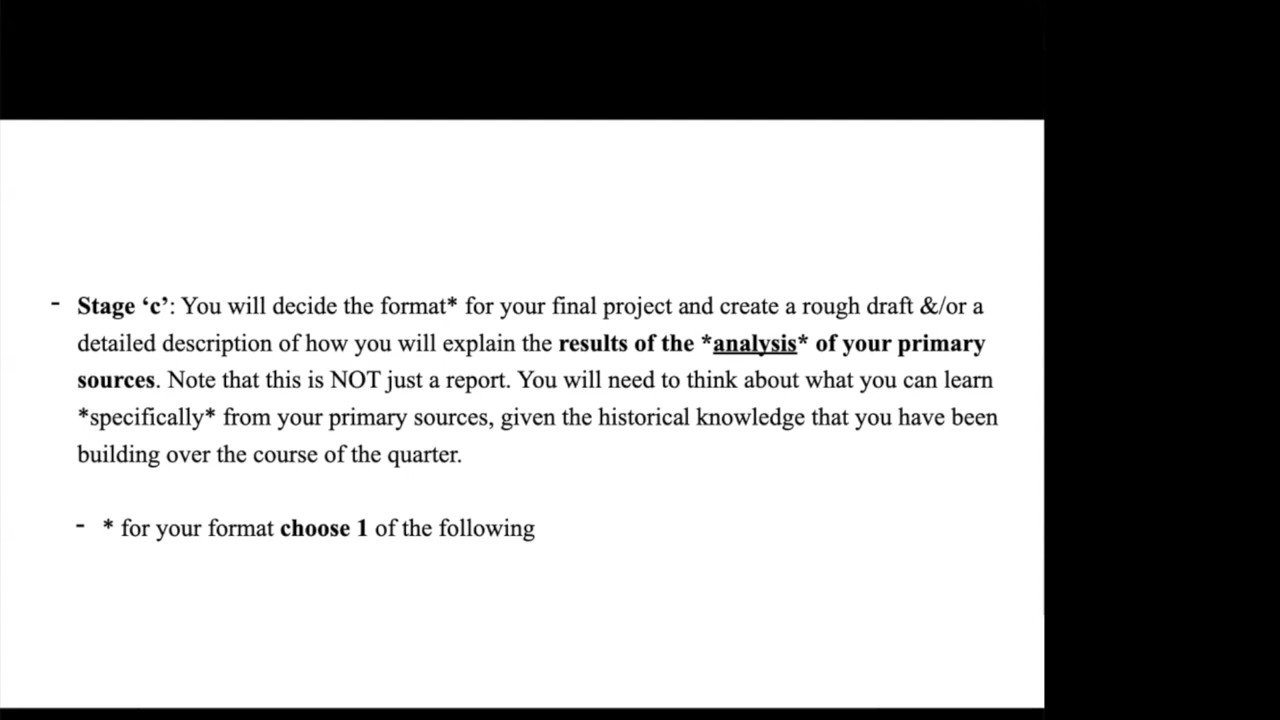 - Stage ‘c’: You will decide the format* for your final project and create a rough draft &/or a
detailed description of how you will explain the results of the *analysis* of your primary
sources. Note that this is NOT just a report. You will need to think about what you can learn
*specifically* from your primary sources, given the historical knowledge that you have been
building over the course of the quarter.
- * for your format choose 1 of the following